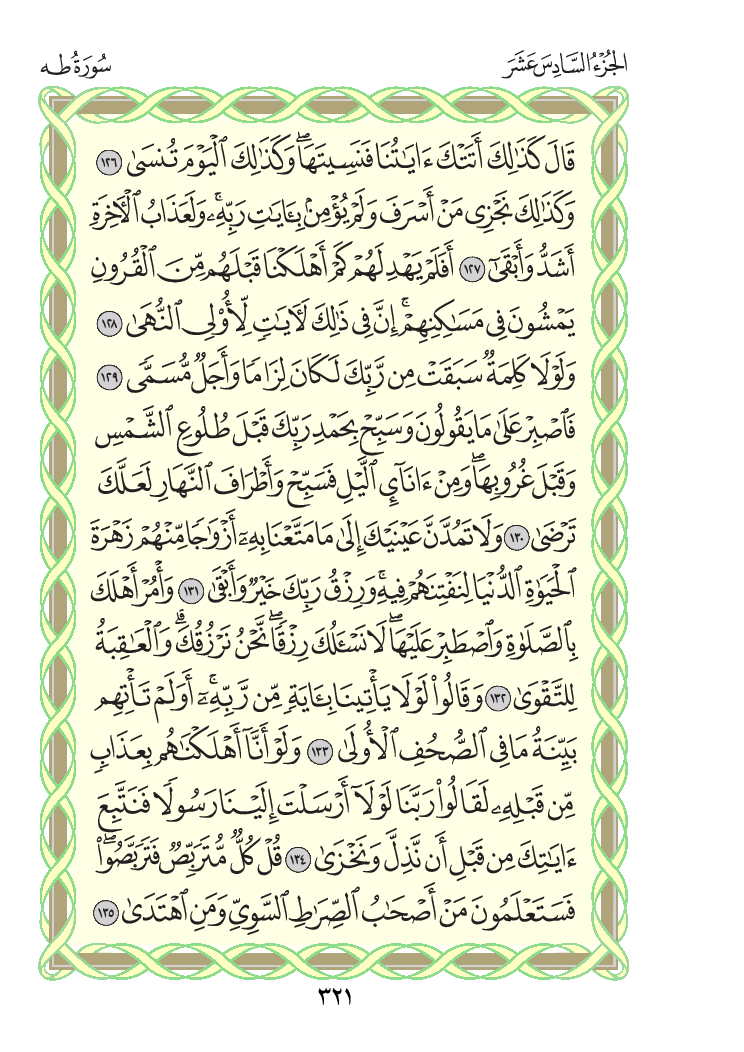 الجُزْءُ السَّادِسَ عَشَرَ
سُورَةُ طه
قَالَ كَذَٰلِكَ أَتَتْكَ ءَايَٰتُنَا فَنَسِيتَهَاۖ وَكَذَٰلِكَ ٱلْيَوْمَ تُنسَىٰ ١٢٦
وَكَذَٰلِكَ نَجْزِى مَنْ أَسْرَفَ وَلَمْ يُؤْمِنۢ بِـَٔايَٰتِ رَبِّهِۦۚ وَلَعَذَابُ ٱلْـَٔاخِرَةِ
أَشَدُّ وَأَبْقَىٰٓ ١٢٧ أَفَلَمْ يَهْدِ لَهُمْ كَمْ أَهْلَكْنَا قَبْلَهُم مِّنَ ٱلْقُرُونِ
يَمْشُونَ فِى مَسَٰكِنِهِمْۚ إِنَّ فِى ذَٰلِكَ لَـَٔايَٰتٍ لِّأُو۟لِى ٱلنُّهَىٰ ١٢٨
وَلَوْلَا كَلِمَةٌ سَبَقَتْ مِن رَّبِّكَ لَكَانَ لِزَامًا وَأَجَلٌ مُّسَمًّى ١٢٩
فَٱصْبِرْ عَلَىٰ مَا يَقُولُونَ وَسَبِّحْ بِحَمْدِ رَبِّكَ قَبْلَ طُلُوعِ ٱلشَّمْسِ
وَقَبْلَ غُرُوبِهَاۖ وَمِنْ ءَانَآئِ ٱلَّيْلِ فَسَبِّحْ وَأَطْرَافَ ٱلنَّهَارِ لَعَلَّكَ
تَرْضَىٰ ١٣٠ وَلَا تَمُدَّنَّ عَيْنَيْكَ إِلَىٰ مَا مَتَّعْنَا بِهِۦٓ أَزْوَٰجًا مِّنْهُمْ زَهْرَةَ
ٱلْحَيَوٰةِ ٱلدُّنْيَا لِنَفْتِنَهُمْ فِيهِۚ وَرِزْقُ رَبِّكَ خَيْرٌ وَأَبْقَىٰ ١٣١ وَأْمُرْ أَهْلَكَ
بِٱلصَّلَوٰةِ وَٱصْطَبِرْ عَلَيْهَاۖ لَا نَسْـَٔلُكَ رِزْقًاۖ نَّحْنُ نَرْزُقُكَۗ وَٱلْعَٰقِبَةُ
لِلتَّقْوَىٰ ١٣٢ وَقَالُوا۟ لَوْلَا يَأْتِينَا بِـَٔايَةٍ مِّن رَّبِّهِۦٓۚ أَوَلَمْ تَأْتِهِم
بَيِّنَةُ مَا فِى ٱلصُّحُفِ ٱلْأُولَىٰ ١٣٣ وَلَوْ أَنَّآ أَهْلَكْنَٰهُم بِعَذَابٍ
مِّن قَبْلِهِۦ لَقَالُوا۟ رَبَّنَا لَوْلَآ أَرْسَلْتَ إِلَيْنَا رَسُولًا فَنَتَّبِعَ
ءَايَٰتِكَ مِن قَبْلِ أَن نَّذِلَّ وَنَخْزَىٰ ١٣٤ قُلْ كُلٌّ مُّتَرَبِّصٌ فَتَرَبَّصُوا۟ۖ
فَسَتَعْلَمُونَ مَنْ أَصْحَٰبُ ٱلصِّرَٰطِ ٱلسَّوِىِّ وَمَنِ ٱهْتَدَىٰ ١٣٥
٣٢١